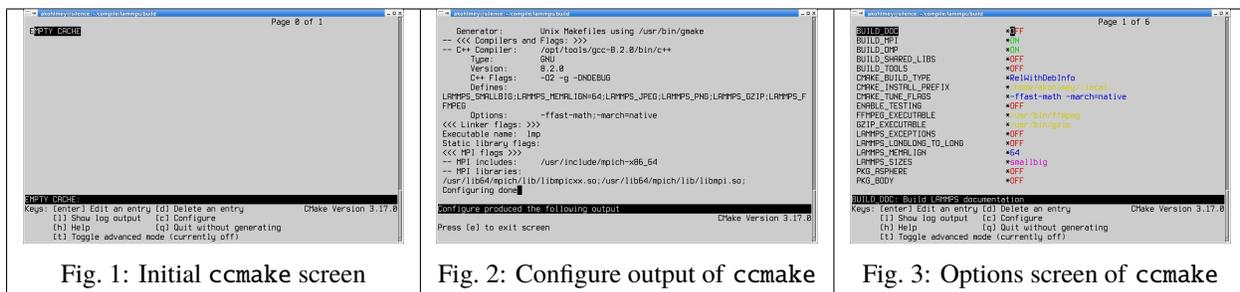 akohlmey@silence:~/compile/lammps/build
Page 0 of 1
EMPTY CACHE
EMPTY CACHE:
Keys: [enter] Edit an entry [d] Delete an entry CMake Version 3.17.0
[l] Show log output [c] Configure
[h] Help [q] Quit without generating
[t] Toggle advanced mode (currently off)
Fig. 1: Initial ccmake screen
akohlmey@silence:~/compile/lammps/build
Generator: Unix Makefiles using /usr/bin/gmake
-- <<< Compilers and Flags: >>>
-- C++ Compiler: /opt/tools/gcc-8.2.0/bin/c++
Type: GNU
Version: 8.2.0
C++ Flags: -O2 -g -DNDEBUG
Defines:
LAMMPS_SMALLBIG;LAMMPS_MEMALIGN=64;LAMMPS_JPEG;LAMMPS_PNG;LAMMPS_GZIP;LAMMPS_F
FMPEG
Options: -ffast-math;-march=native
<<< Linker flags: >>>
Executable name: lmp
Static library flags:
<<< MPI flags >>>
-- MPI includes: /usr/include/mpich-x86_64
-- MPI libraries:
/usr/lib64/mpich/lib/libmpicxx.so;/usr/lib64/mpich/lib/libmpi.so;
Configuring done
Configure produced the following output
CMake Version 3.17.0
Press [e] to exit screen
Fig. 2: Configure output of ccmake
akohlmey@silence:~/compile/lammps/build
Page 1 of 6
BUILD_DOC *OFF
BUILD_MPI *ON
BUILD_OMP *ON
BUILD_SHARED_LIBS *OFF
BUILD_TOOLS *OFF
CMAKE_BUILD_TYPE *RelWithDebInfo
CMAKE_INSTALL_PREFIX */home/akohlmey/.local
CMAKE_TUNE_FLAGS *-ffast-math -march=native
ENABLE_TESTING *OFF
FFMPEG_EXECUTABLE */usr/bin/ffmpeg
GZIP_EXECUTABLE */usr/bin/gzip
LAMMPS_EXCEPTIONS *OFF
LAMMPS_LONGLONG_TO_LONG *OFF
LAMMPS_MEMALIGN *64
LAMMPS_SIZES *smallbig
PKG_ASPHERE *OFF
PKG_BODY *OFF
BUILD_DOC: Build LAMMPS documentation
Keys: [enter] Edit an entry [d] Delete an entry CMake Version 3.17.0
[l] Show log output [c] Configure
[h] Help [q] Quit without generating
[t] Toggle advanced mode (currently off)
Fig. 3: Options screen of ccmake